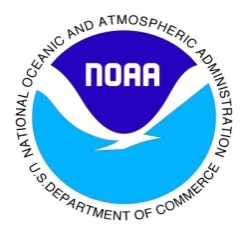 NATIONAL OCEANIC AND ATMOSPHERIC ADMINISTRATION
NOAA
U.S. DEPARTMENT OF COMMERCE